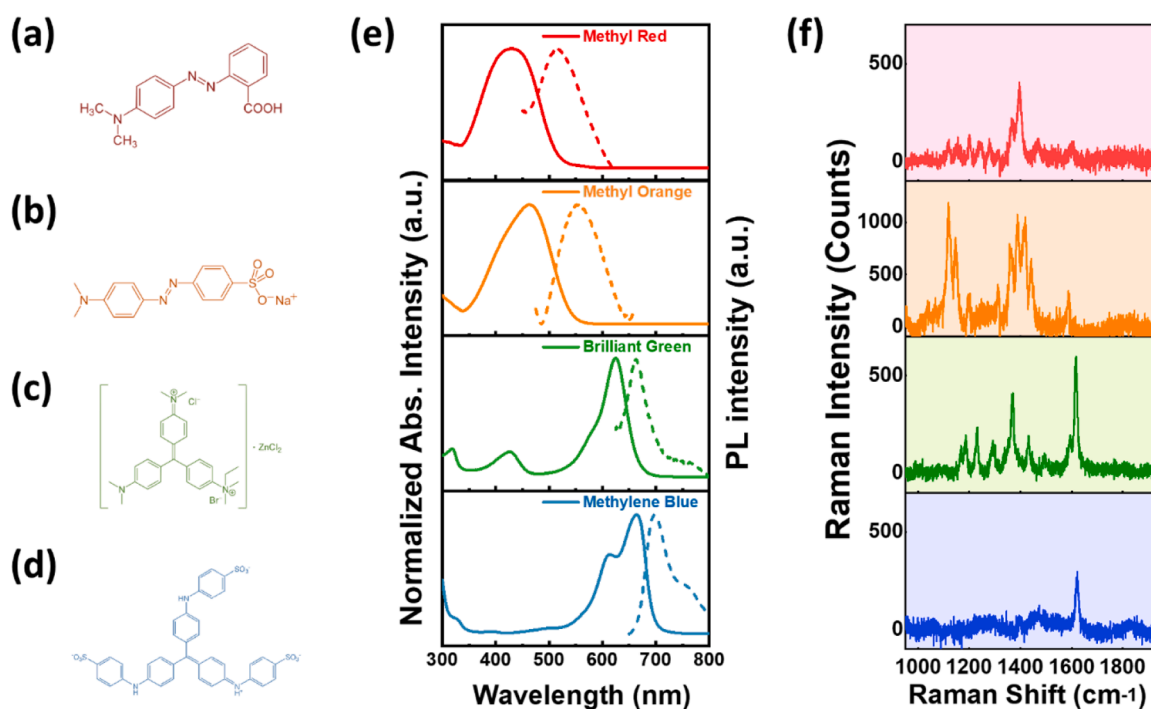 (a)
N=N
N
H3C
CH3
COOH
(b)
N
N
N
O
S
O
O-Na+
(c)
N
⊕
Cl-
· ZnCl2
N
N
⊕
Br-
(d)
SO3-
HN
-O3S
SO3-
N
H
N
H+
(e)
Normalized Abs. Intensity (a.u.)
Methyl Red
Methyl Orange
Brilliant Green
Methylene Blue
300 400 500 600 700 800
Wavelength (nm)
PL intensity (a.u.)
(f)
Raman Intensity (Counts)
500
0
1000
500
0
500
0
500
0
1000 1200 1400 1600 1800
Raman Shift (cm-1)